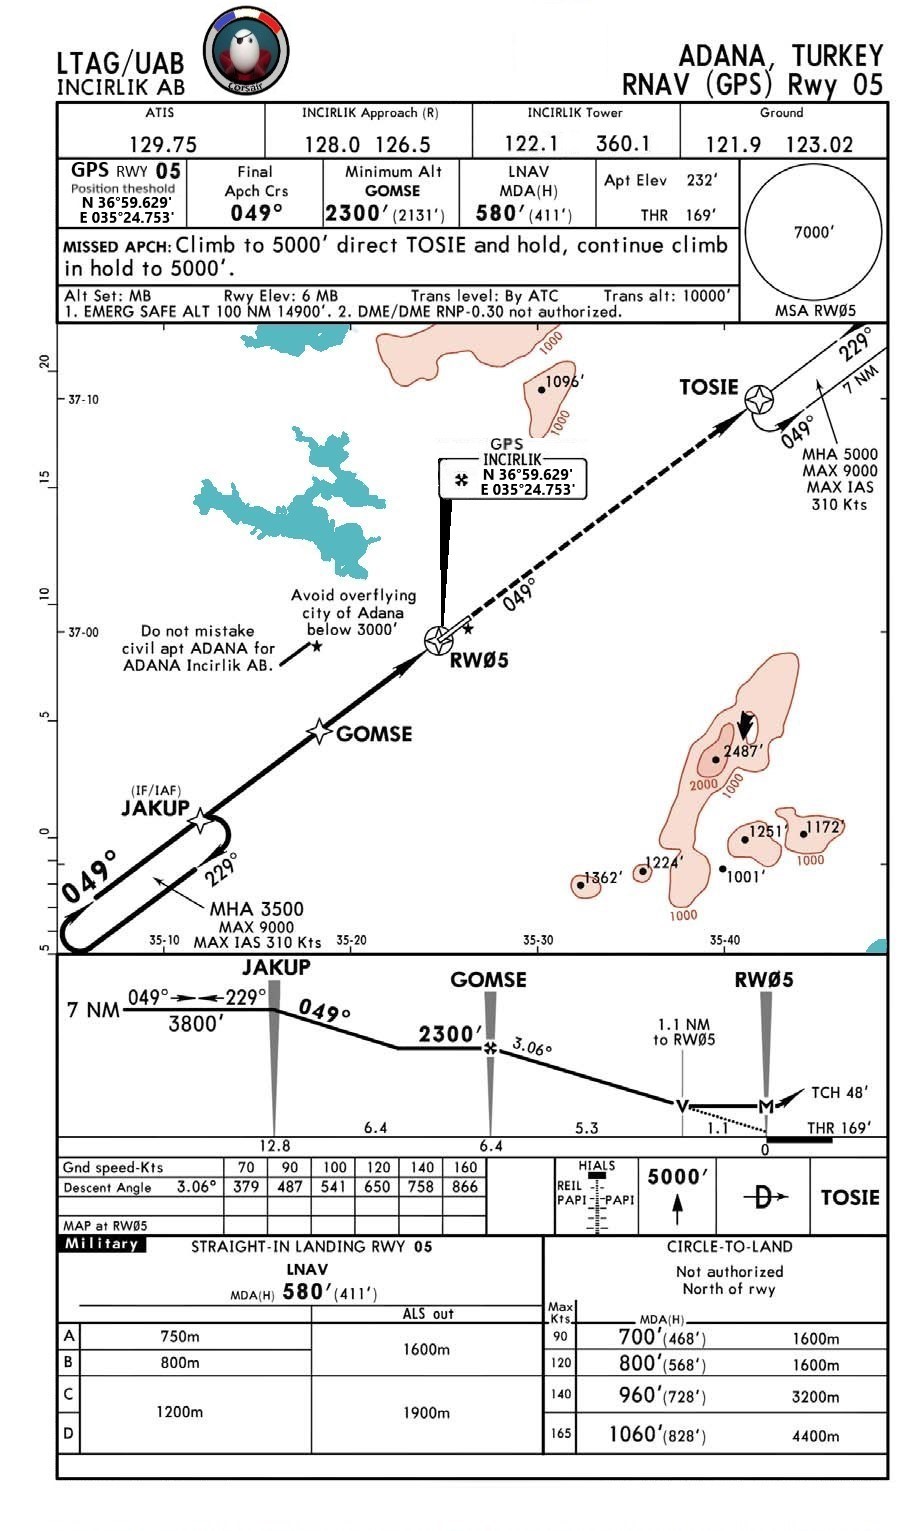 LTAG/UAB
INCIRLIK AB
Corsair
ADANA, TURKEY
RNAV (GPS) Rwy 05
ATIS
129.75
INCIRLIK Approach (R)
128.0 126.5
INCIRLIK Tower
122.1 360.1
Ground
121.9 123.02
GPS RWY 05
Position theshold
N 36°59.629'
E 035°24.753'
Final
Apch Crs
049°
Minimum Alt
GOMSE
2300' (2131')
LNAV
MDA(H)
580' (411')
Apt Elev 232'
THR 169'
7000'
MSA RWØ5
MISSED APCH: Climb to 5000' direct TOSIE and hold, continue climb
in hold to 5000'.
Alt Set: MB Rwy Elev: 6 MB Trans level: By ATC Trans alt: 10000'
1. EMERG SAFE ALT 100 NM 14900'. 2. DME/DME RNP-0.30 not authorized.
20
37-10
1000
1096'
1000
TOSIE
229°
7 NM
049°
MHA 5000
MAX 9000
MAX IAS
310 Kts
GPS
INCIRLIK
N 36°59.629'
E 035°24.753'
15
10
37-00
049°
Avoid overflying
city of Adana
below 3000'
Do not mistake
civil apt ADANA for
ADANA Incirlik AB.
RWØ5
5
GOMSE
(IF/IAF)
JAKUP
0
049°
229°
MHA 3500
MAX 9000
MAX IAS 310 Kts
2487'
2000
1000
1251'
1172'
1000
1224'
1362'
1001'
1000
5
35-10
35-20
35-30
35-40
JAKUP
GOMSE
RWØ5
7 NM
049°
229°
3800'
049°
2300'
3.06°
1.1 NM
to RWØ5
V
M
TCH 48'
6.4
5.3
1.1
THR 169'
12.8
6.4
0
Gnd speed-Kts 70 90 100 120 140 160
Descent Angle 3.06° 379 487 541 650 758 866
MAP at RWØ5
HIALS
REIL
PAPI PAPI
5000'
D
TOSIE
Military
STRAIGHT-IN LANDING RWY 05
LNAV
MDA(H) 580' (411')
ALS out
A 750m
B 800m
1600m
C
D
1200m
1900m
CIRCLE-TO-LAND
Not authorized
North of rwy
Max
Kts
MDA(H)
90 700' (468') 1600m
120 800' (568') 1600m
140 960' (728') 3200m
165 1060' (828') 4400m